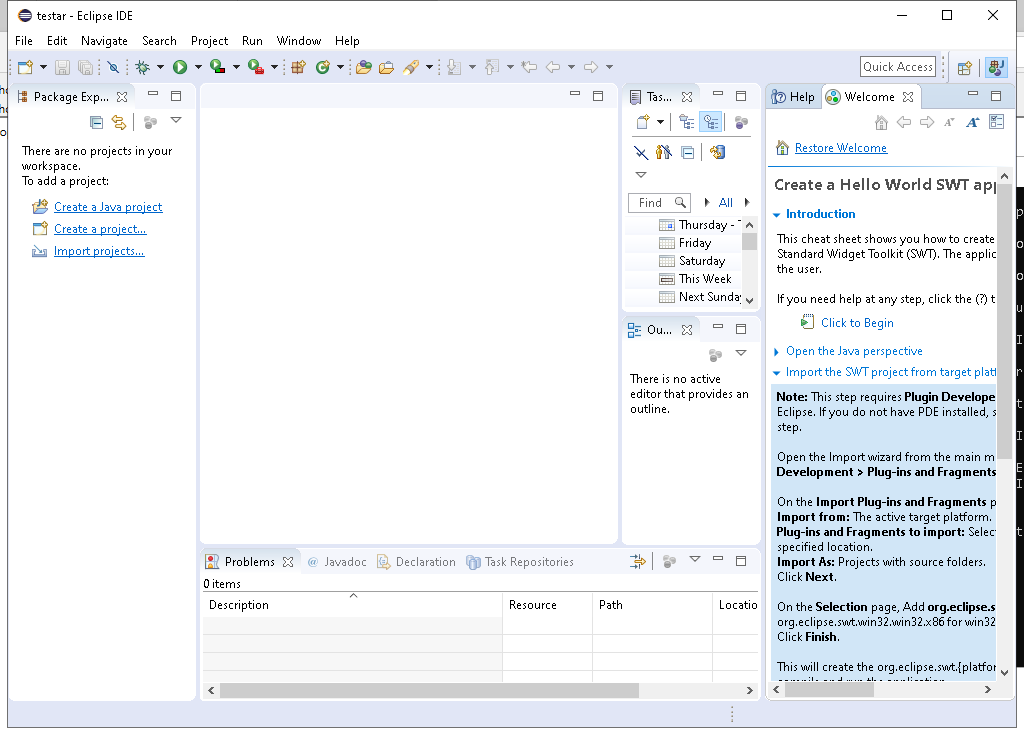 testar - Eclipse IDE
File Edit Navigate Search Project Run Window Help
Quick Access
Package Exp...
There are no projects in your
workspace.
To add a project:
Create a Java project
Create a project...
Import projects...
Tas...
Find
All
Thursday -
Friday
Saturday
This Week
Next Sunday
Ou...
There is no active
editor that provides an
outline.
Problems @ Javadoc Declaration Task Repositories
0 items
Description Resource Path Locatio
Help Welcome
Restore Welcome
Create a Hello World SWT app
Introduction
This cheat sheet shows you how to create
Standard Widget Toolkit (SWT). The applic
the user.
If you need help at any step, click the (?) t
Click to Begin
Open the Java perspective
Import the SWT project from target platf
Note: This step requires Plugin Develope
Eclipse. If you do not have PDE installed, s
step.
Open the Import wizard from the main m
Development > Plug-ins and Fragments
On the Import Plug-ins and Fragments p
Import from: The active target platform.
Plug-ins and Fragments to import: Selec
specified location.
Import As: Projects with source folders.
Click Next.
On the Selection page, Add org.eclipse.s
org.eclipse.swt.win32.win32.x86 for win32
Click Finish.
This will create the org.eclipse.swt.{platfor
compile and run the application.